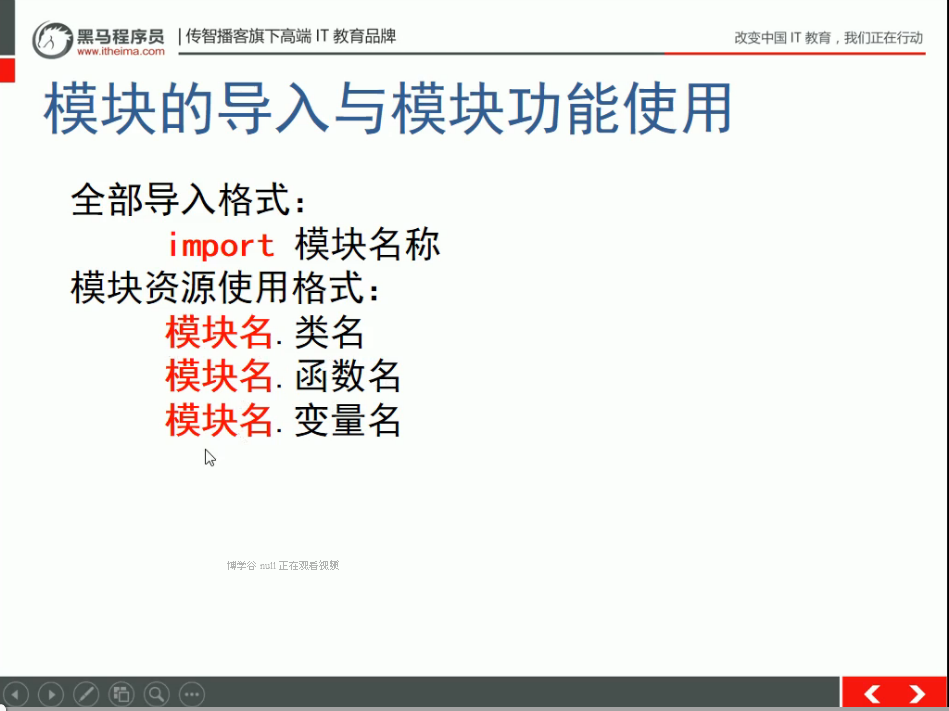 黑马程序员
www.itheima.com
传智播客旗下高端 IT 教育品牌
改变中国 IT 教育，我们正在行动
模块的导入与模块功能使用
全部导入格式:
import 模块名称
模块资源使用格式:
模块名.类名
模块名.函数名
模块名.变量名
博学谷 null 正在观看视频